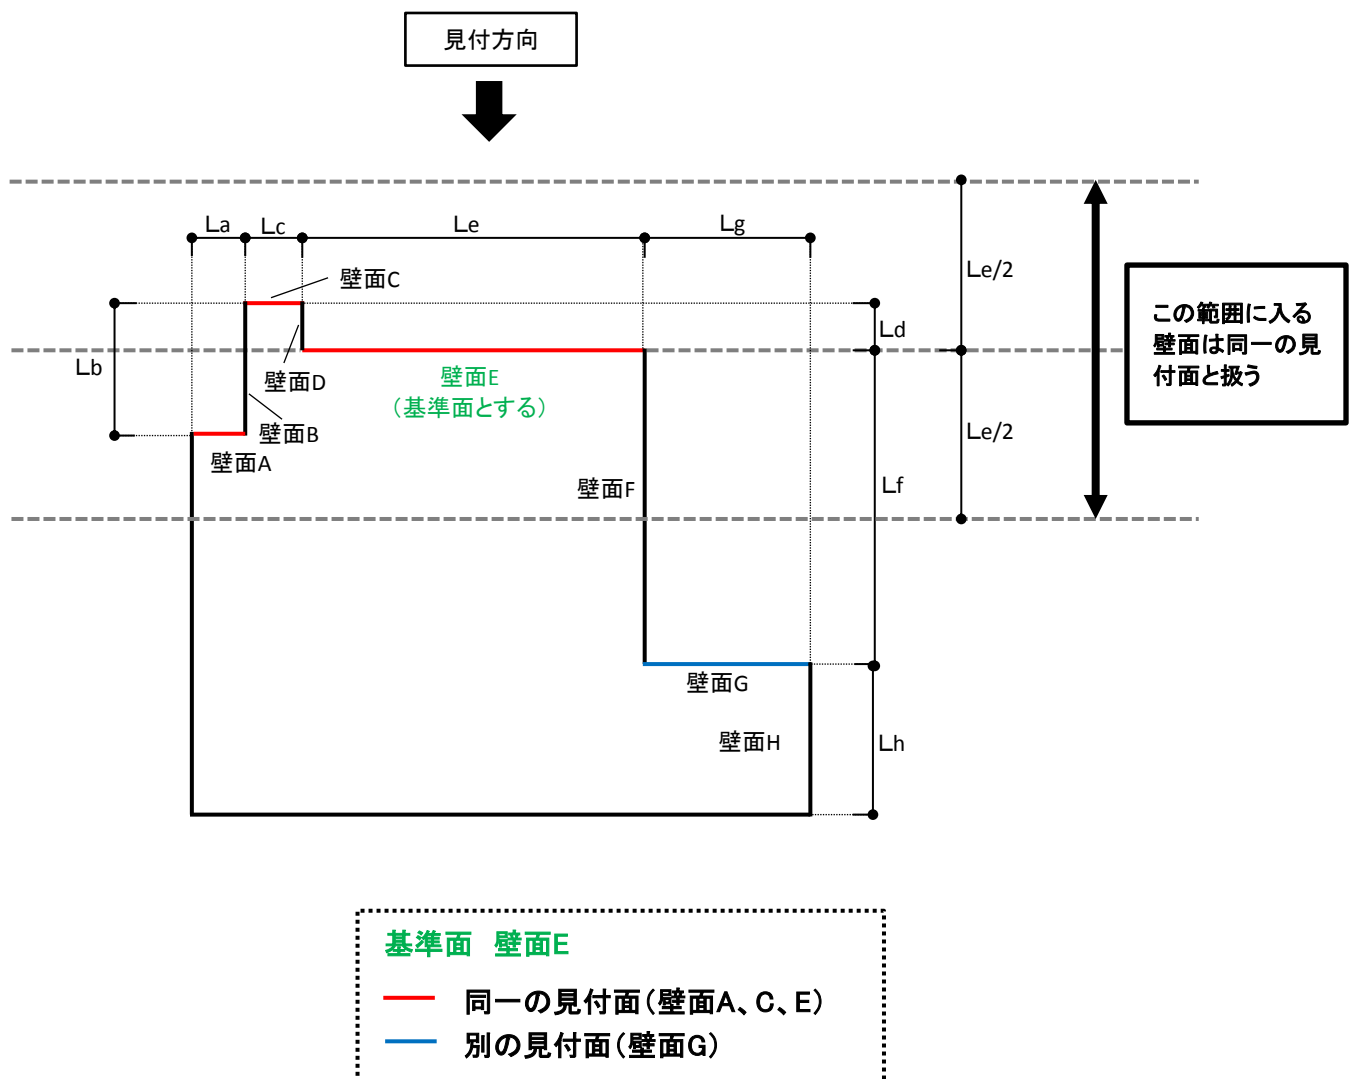 見付方向
La
Lc
Le
Lg
壁面C
Le/2
Ld
この範囲に入る
壁面は同一の見
付面と扱う
Lb
壁面D
壁面E
（基準面とする）
壁面B
Le/2
壁面A
壁面F
Lf
壁面G
壁面H
Lh
基準面　壁面E
同一の見付面（壁面A、C、E）
別の見付面（壁面G）